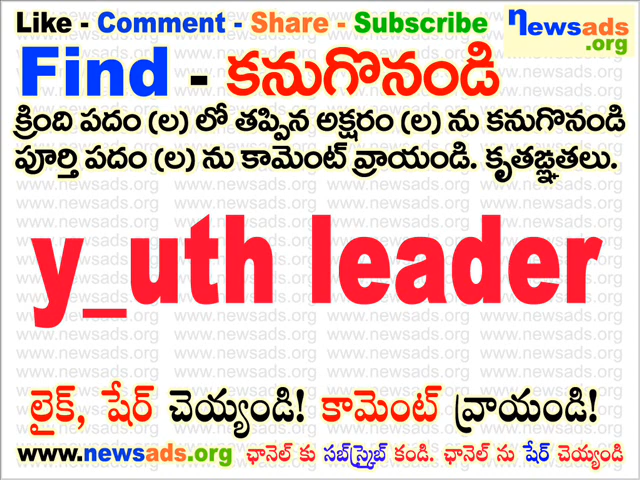 Like - Comment - Share - Subscribe
newsads
.org
Find - కనుగొనండి
క్రింది పదం (ల) లో తప్పిన అక్షరం (ల) ను కనుగొనండి
పూర్తి పదం (ల) ను కామెంట్ వ్రాయండి. కృతజ్ఞతలు.
y_uth leader
లైక్, షేర్ చెయ్యండి! కామెంట్ వ్రాయండి!
www.newsads.org ఛానెల్ కు సబ్‌స్క్రైబ్ కండి. ఛానెల్ ను షేర్ చెయ్యండి